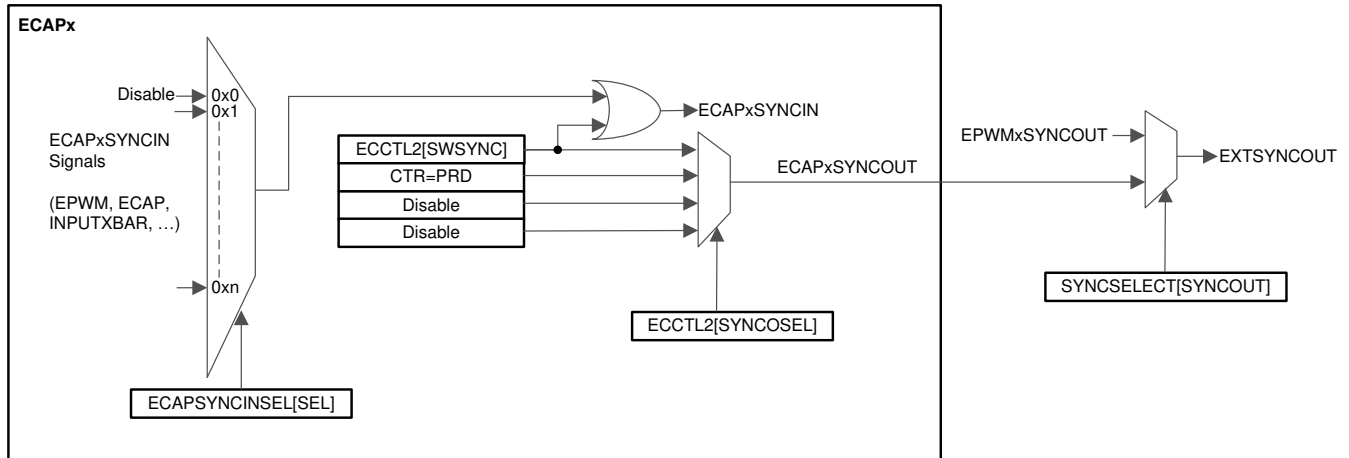 ECAPx
Disable
0x0
0x1
ECAPxSYNCIN
Signals
(EPWM, ECAP,
INPUTXBAR, …)
0xn
ECAPSYNCINSEL[SEL]
ECAPxSYNCIN
ECCTL2[SWSYNC]
CTR=PRD
Disable
Disable
ECAPxSYNCOUT
ECCTL2[SYNCOSEL]
EPWMxSYNCOUT
EXTSYNCOUT
SYNCSELECT[SYNCOUT]